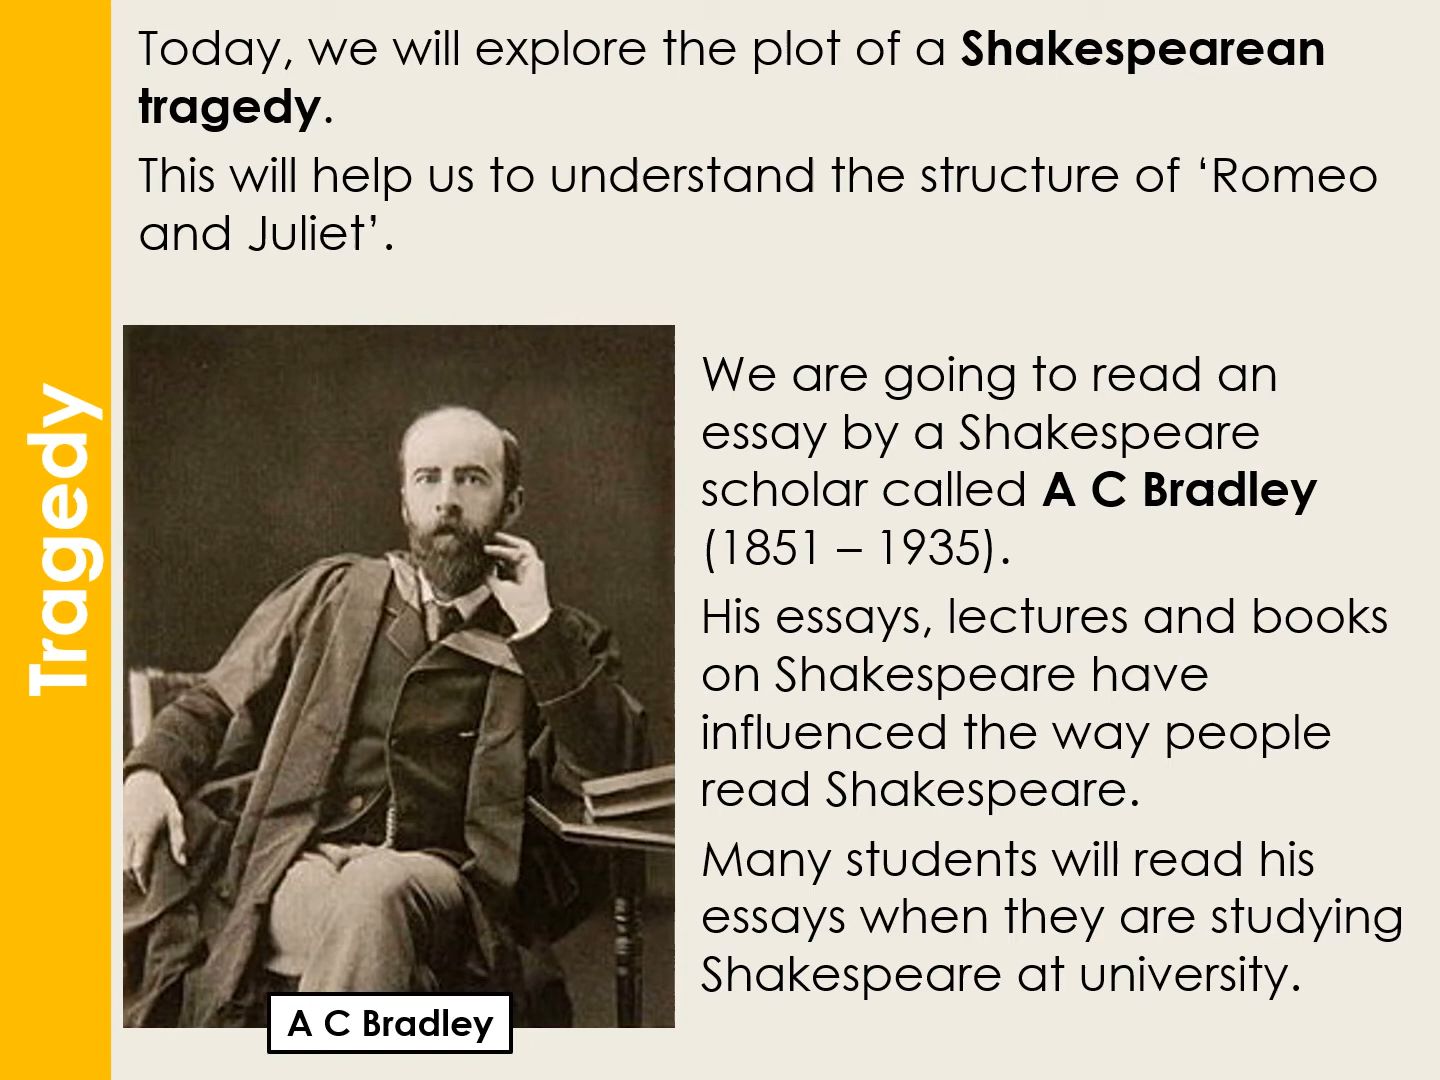 Tragedy
Today, we will explore the plot of a Shakespearean
tragedy.
This will help us to understand the structure of ‘Romeo
and Juliet’.
We are going to read an
essay by a Shakespeare
scholar called A C Bradley
(1851 – 1935).
His essays, lectures and books
on Shakespeare have
influenced the way people
read Shakespeare.
Many students will read his
essays when they are studying
Shakespeare at university.
A C Bradley